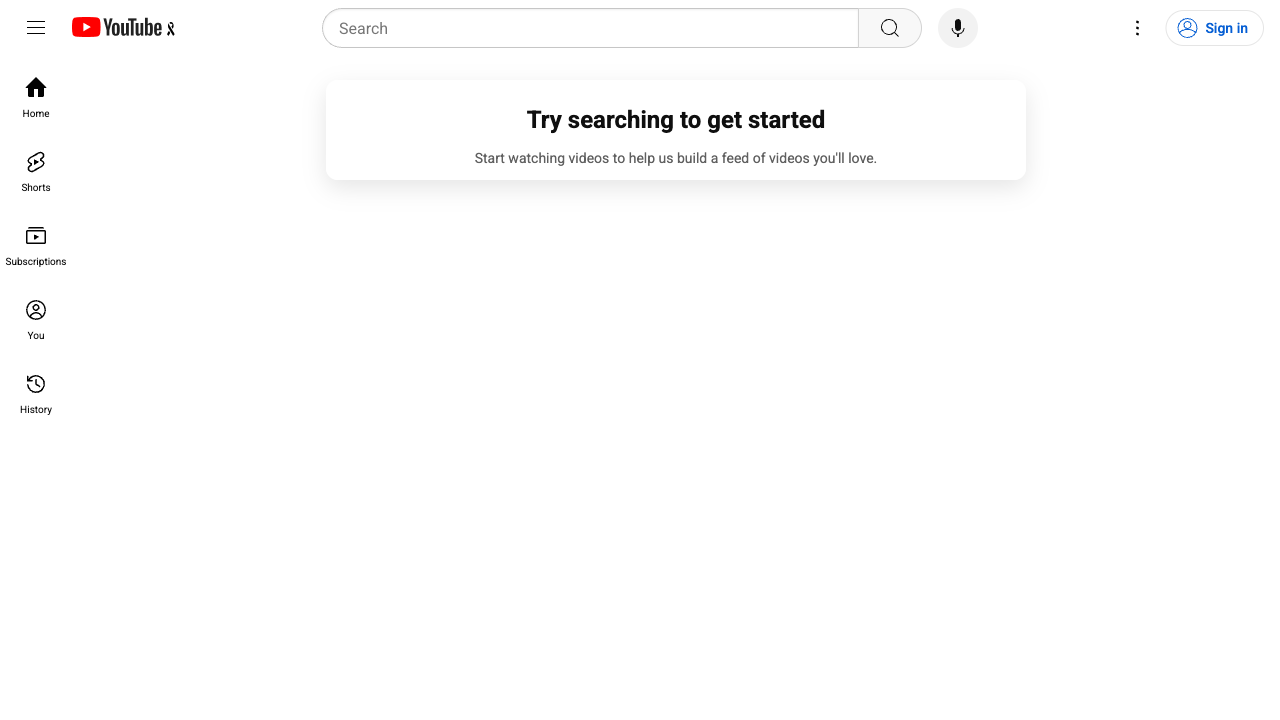 YouTube
Search
Sign in
Home
Shorts
Subscriptions
You
History
Try searching to get started
Start watching videos to help us build a feed of videos you'll love.